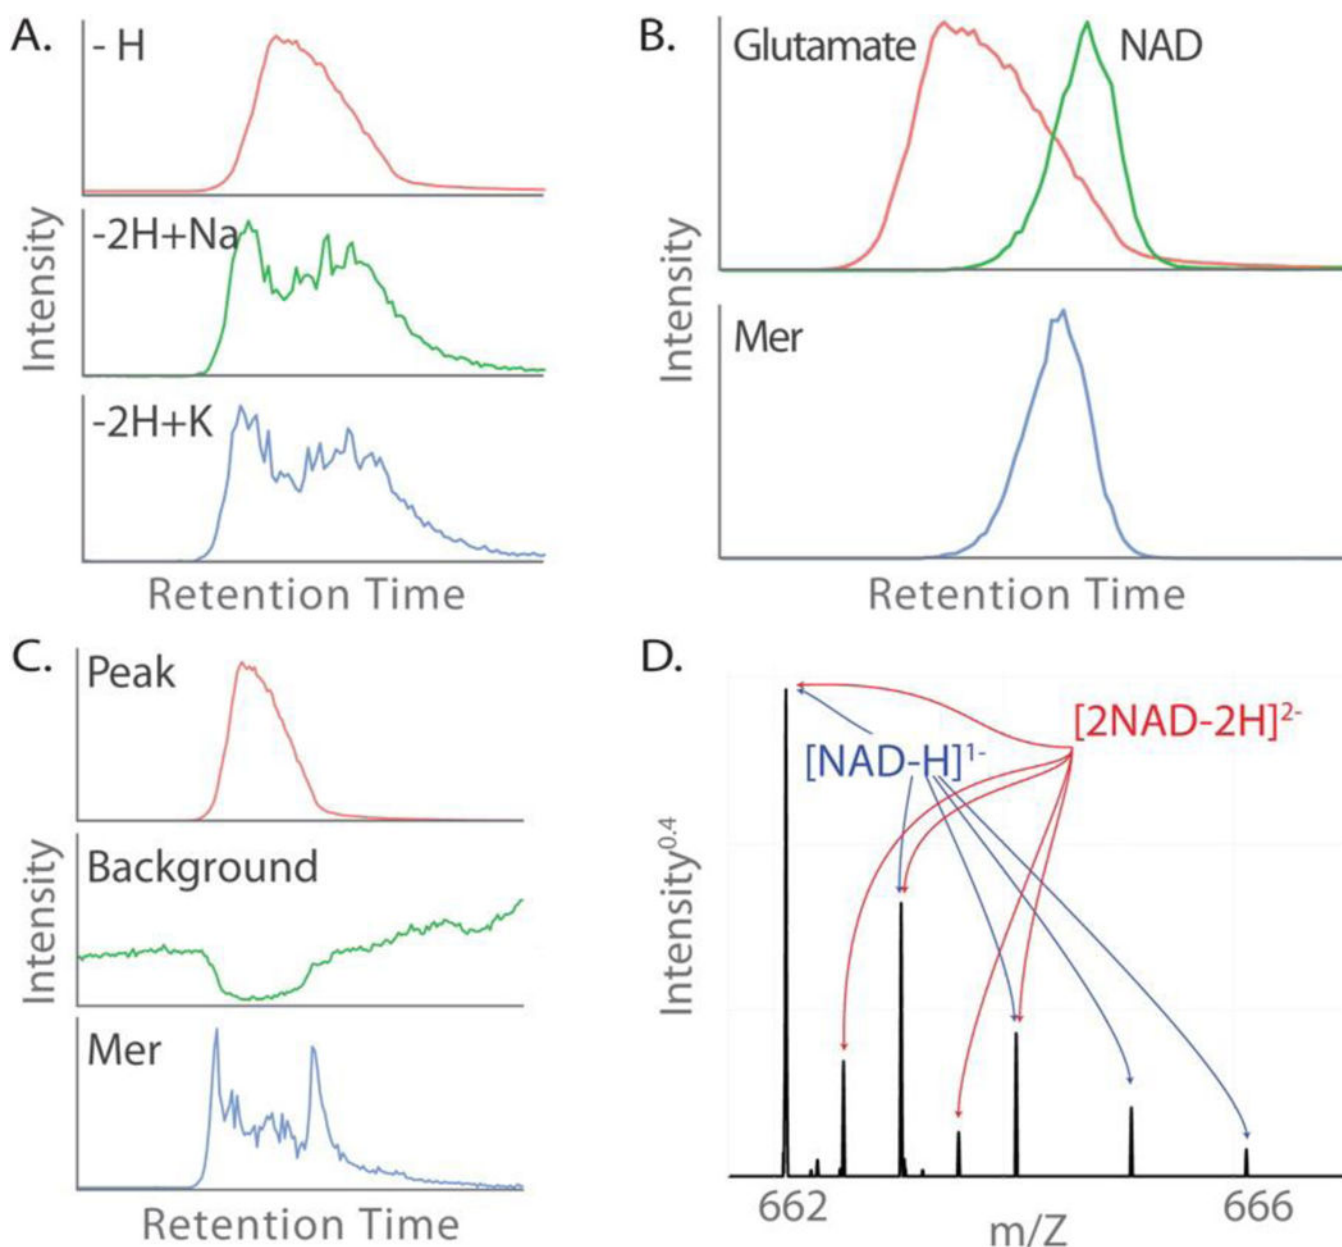 A.
- H
-2H+Na
-2H+K
Intensity
Retention Time
B.
Glutamate
NAD
Mer
Intensity
Retention Time
C.
Peak
Background
Mer
Intensity
Retention Time
D.
[2NAD-2H]²⁻
[NAD-H]¹⁻
Intensity⁰·⁴
662
666
m/Z